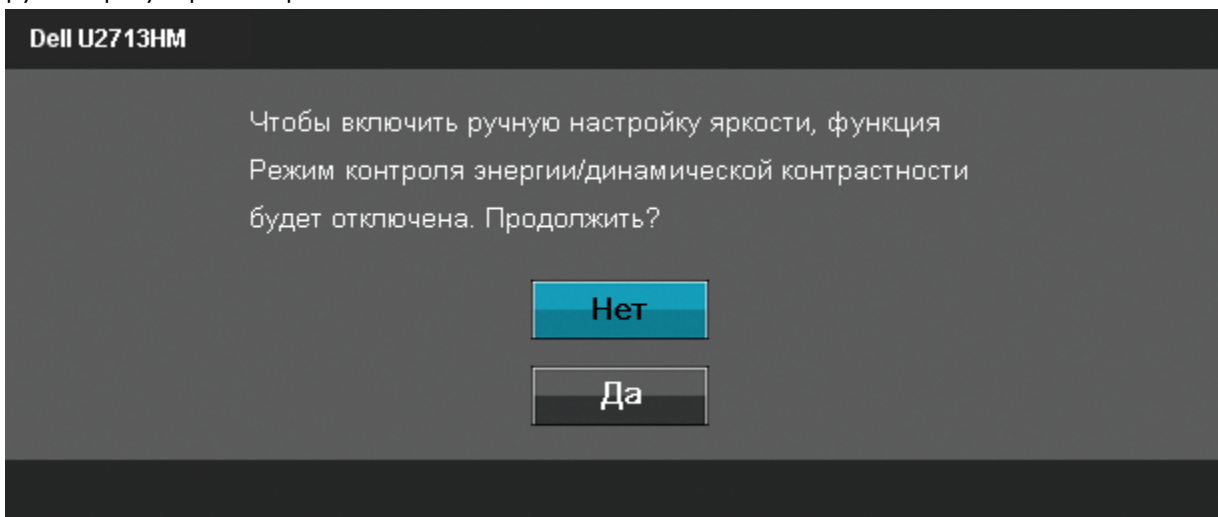 Dell U2713HM
Чтобы включить ручную настройку яркости, функция
Режим контроля энергии/динамической контрастности
будет отключена. Продолжить?
Нет
Да